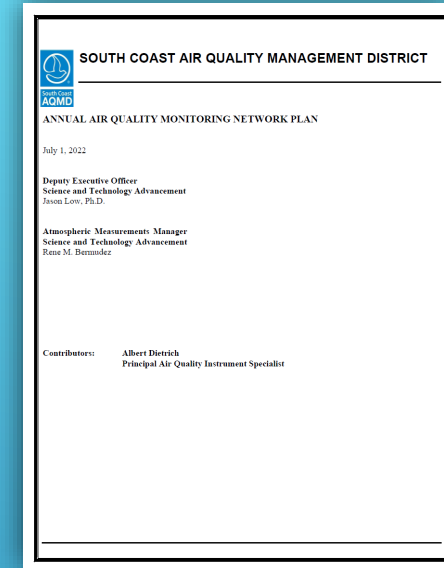 SOUTH COAST AIR QUALITY MANAGEMENT DISTRICT
South Coast
AQMD
ANNUAL AIR QUALITY MONITORING NETWORK PLAN
July 1, 2022
Deputy Executive Officer
Science and Technology Advancement
Jason Low, Ph.D.
Atmospheric Measurements Manager
Science and Technology Advancement
Rene M. Bermudez
Contributors: Albert Dietrich
Principal Air Quality Instrument Specialist